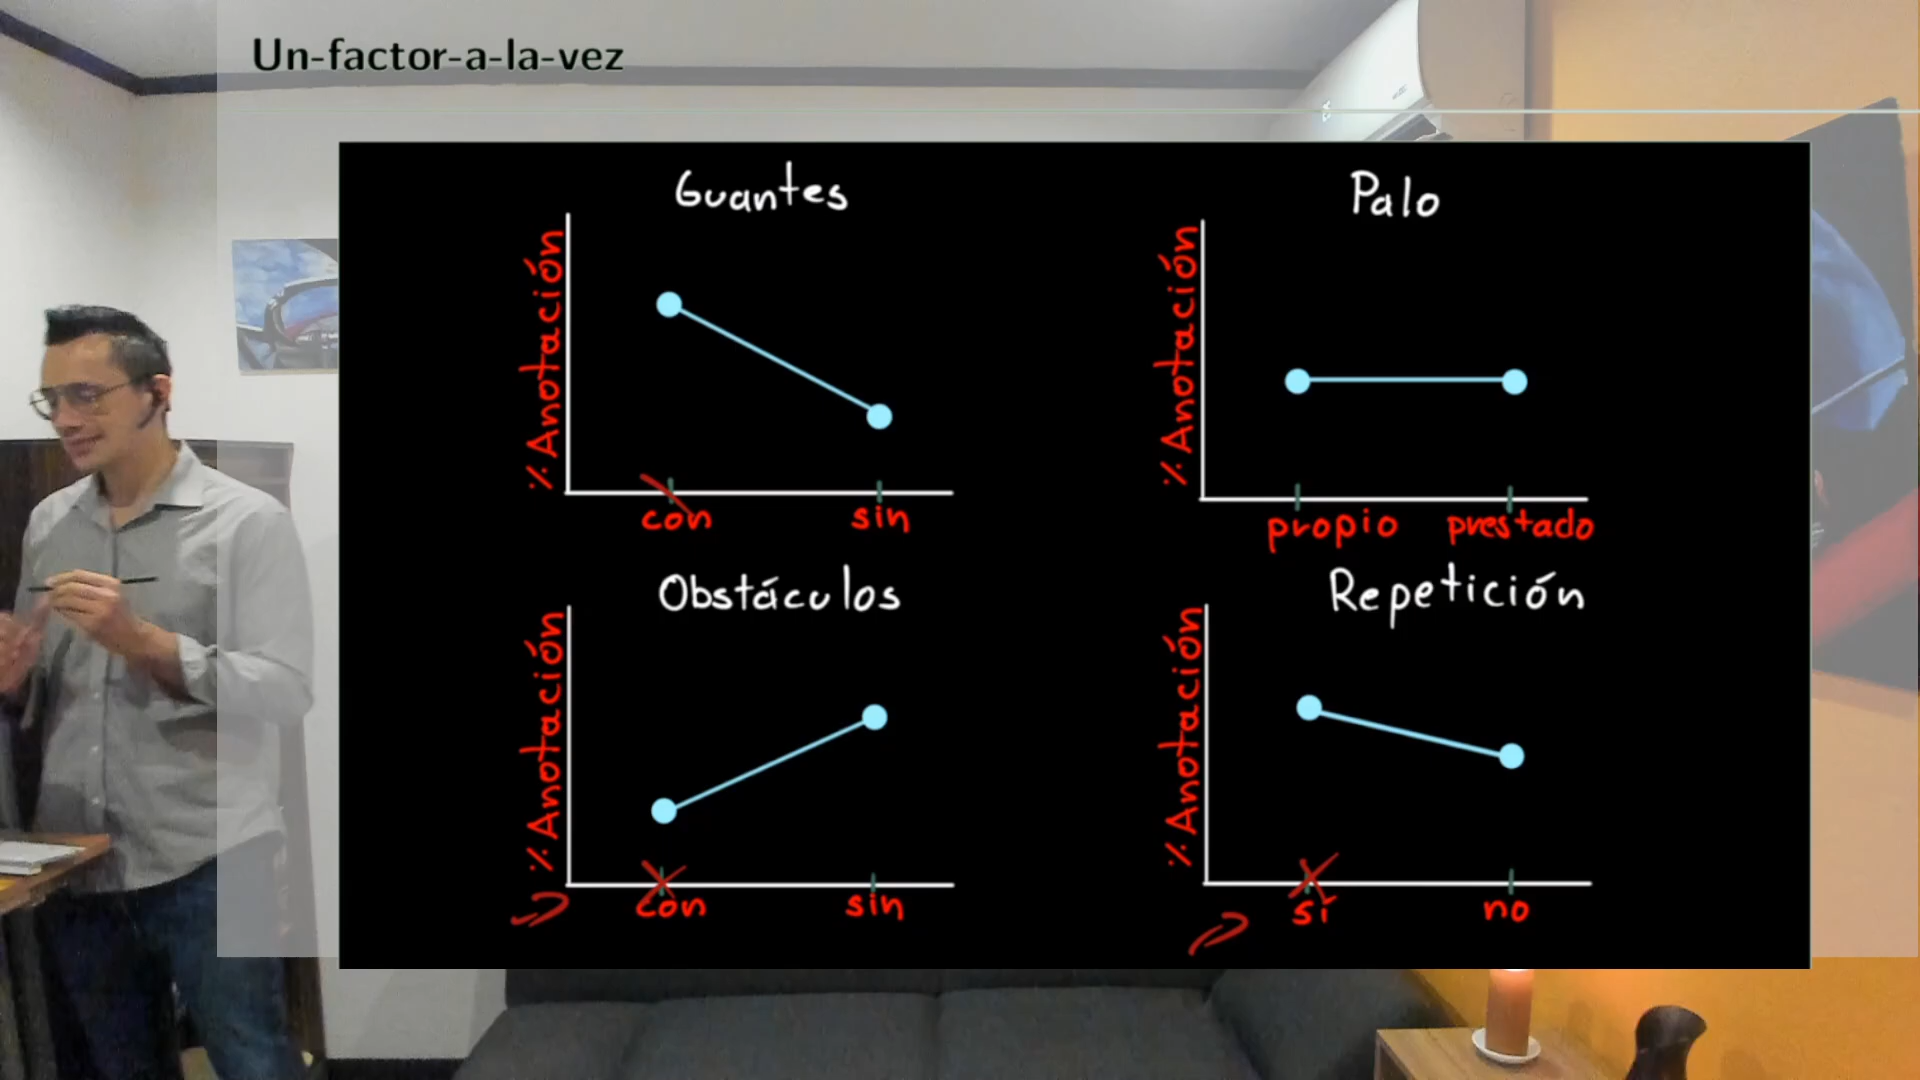 Un-factor-a-la-vez
Guantes
% Anotación
con
sin
Palo
% Anotación
propio
prestado
Obstáculos
% Anotación
con
sin
Repetición
% Anotación
si
no